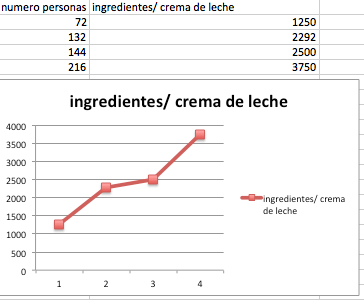 numero personas ingredientes/ crema de leche
72 1250
132 2292
144 2500
216 3750
ingredientes/ crema de leche
4000
3500
3000
2500
2000
1500
1000
500
0
1 2 3 4
ingredientes/ crema
de leche